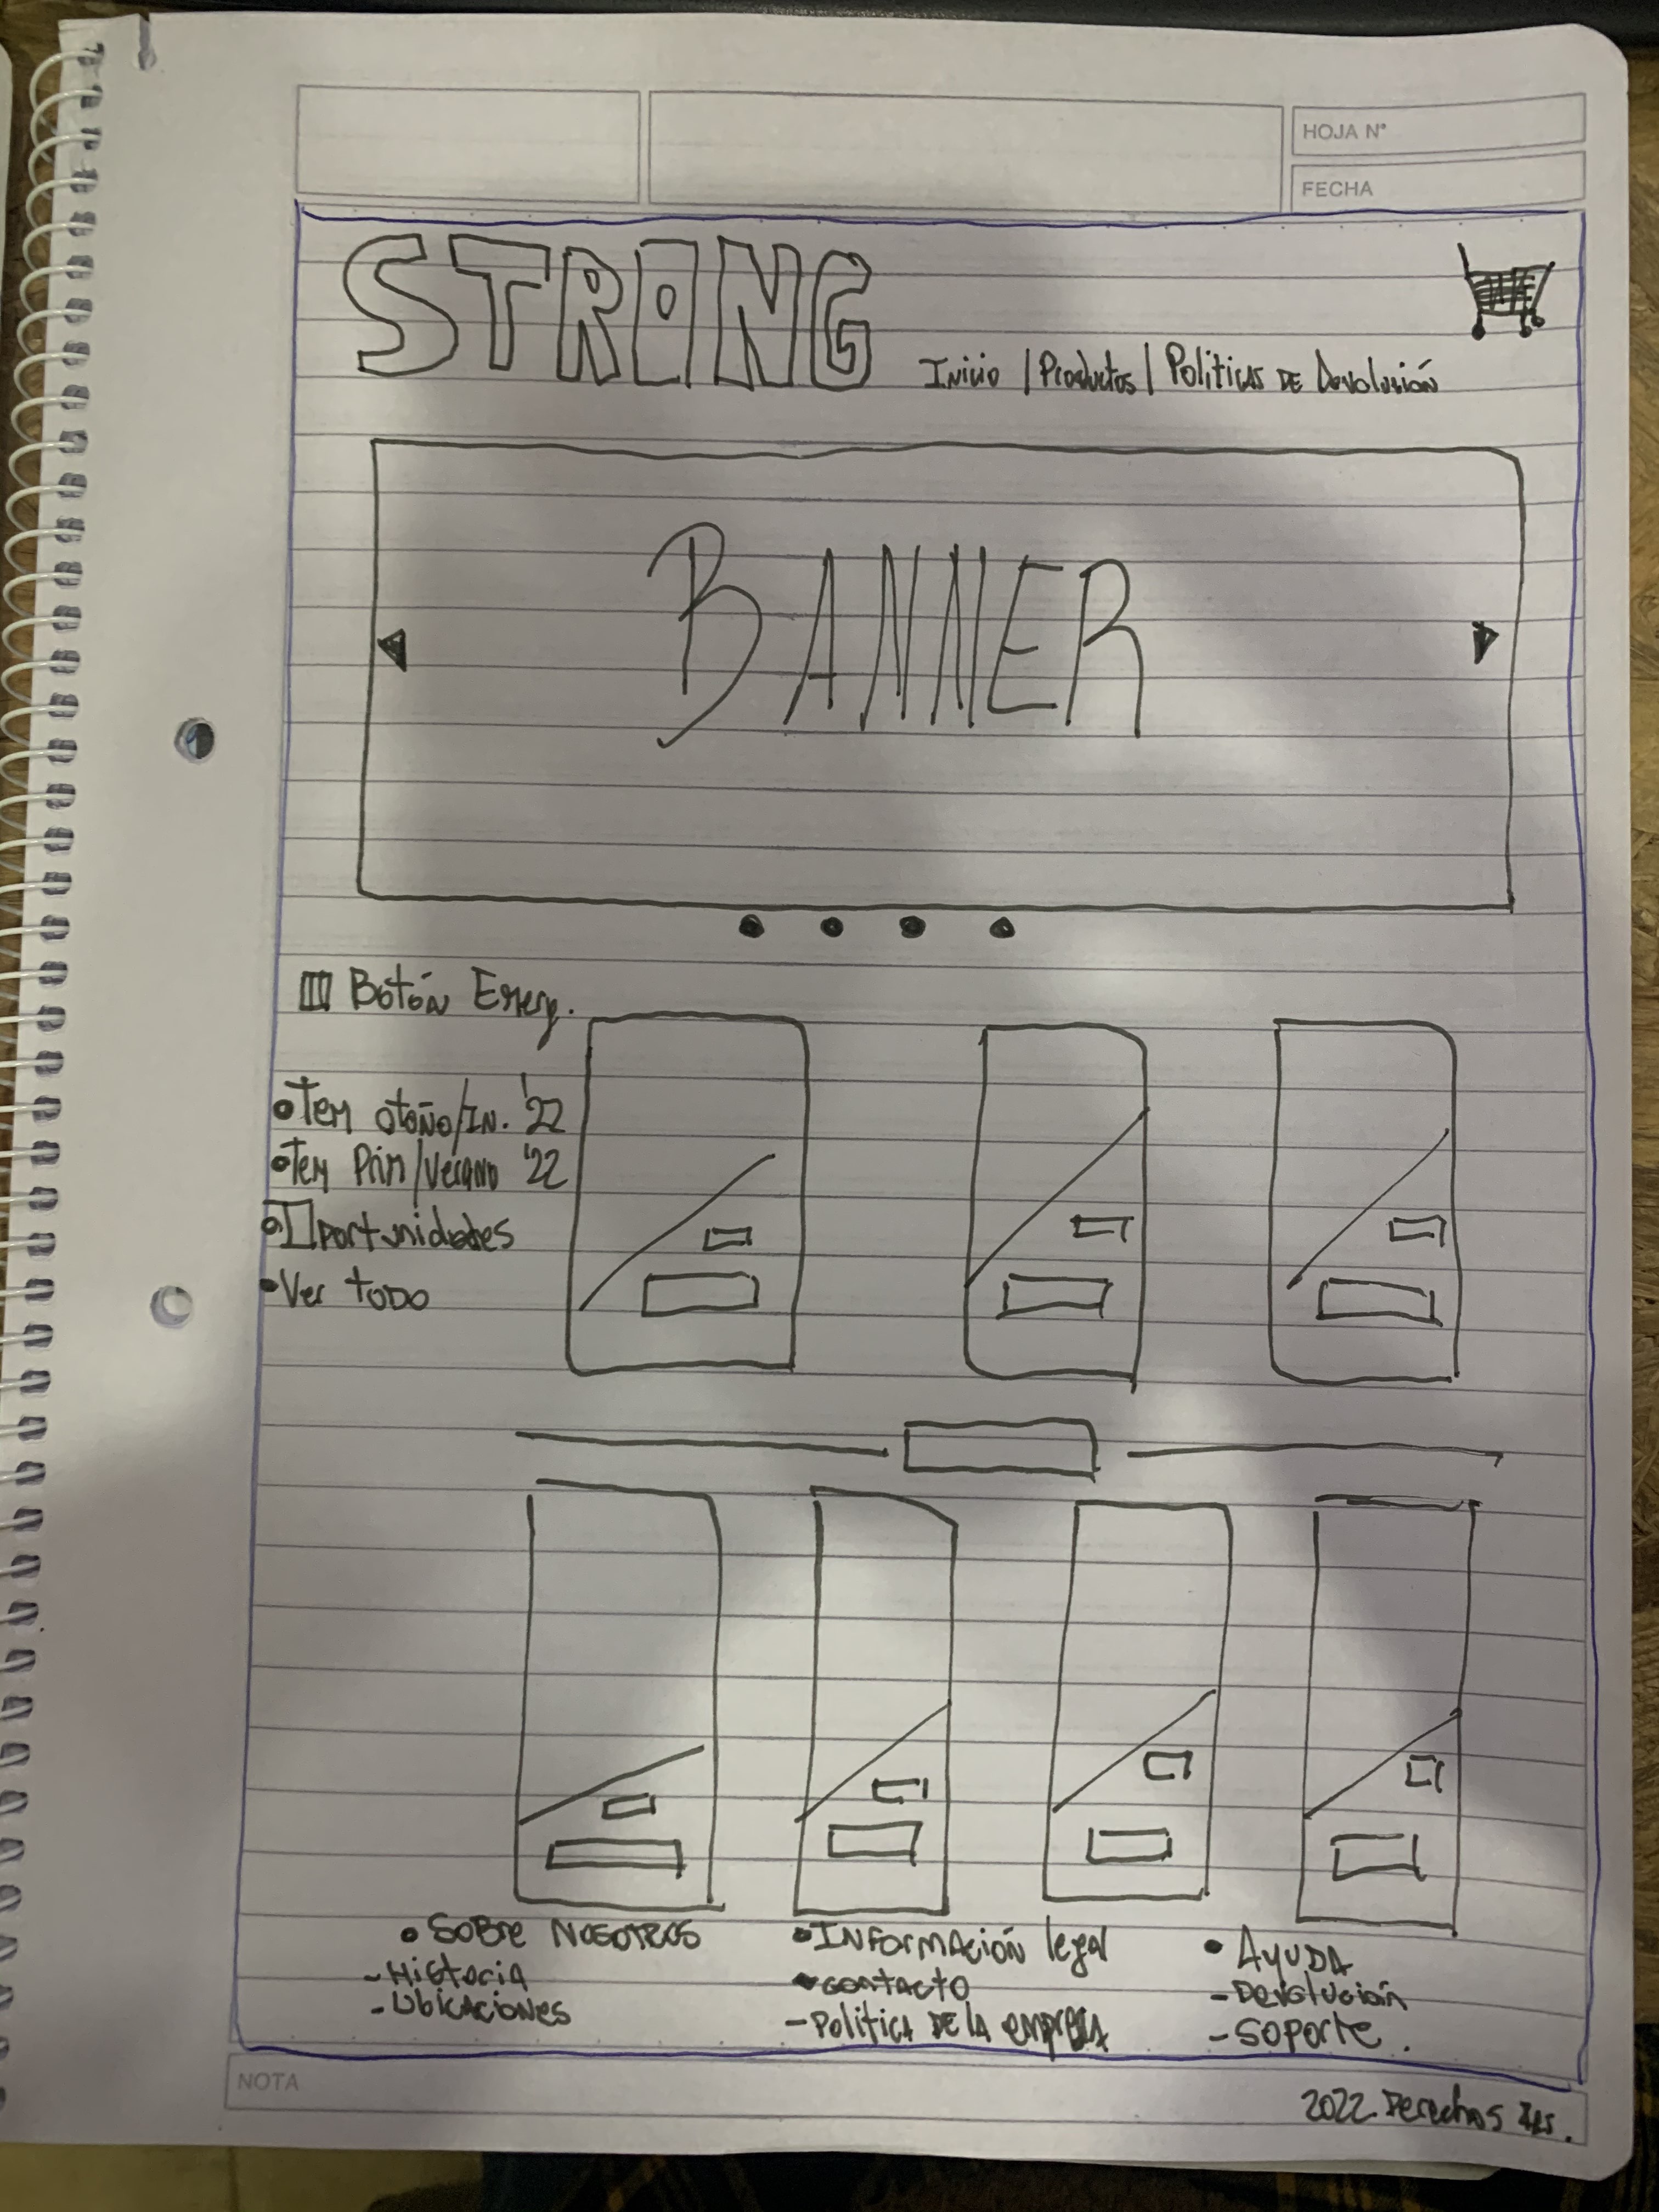 HOJA N°
FECHA
STRONG
Inicio | Productos | Politicas DE Devolución
BANNER
Botón Emerg.
Tem otoño/IN. '22
Tem Prim/Verano '22
Oportunidades
Ver TODO
Sobre NOSOTROS
- Historia
- Ubicaciones
INFORMACIÓN legal
- CONTACTO
- Politica DE LA empresa
AYUDA
- Devolución
- SOPORTE.
NOTA
2022 Derechos Res.